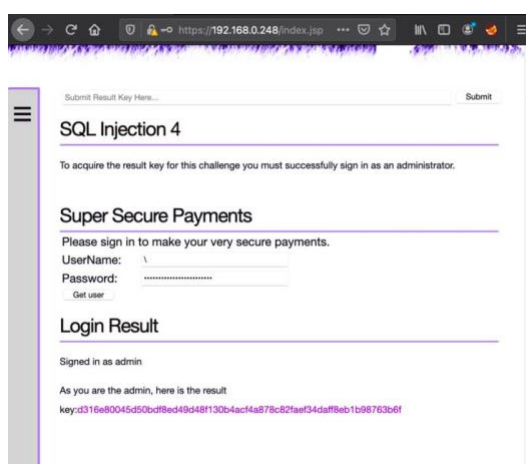 https://192.168.0.248/index.jsp
Submit Result Key Here...
Submit
SQL Injection 4
To acquire the result key for this challenge you must successfully sign in as an administrator.
Super Secure Payments
Please sign in to make your very secure payments.
UserName: \
Password: ••••••••••••••••••••••••
Get user
Login Result
Signed in as admin
As you are the admin, here is the result
key:d316e80045d50bdf8ed49d48f130b4acf4a878c82faef34daff8eb1b98763b6f